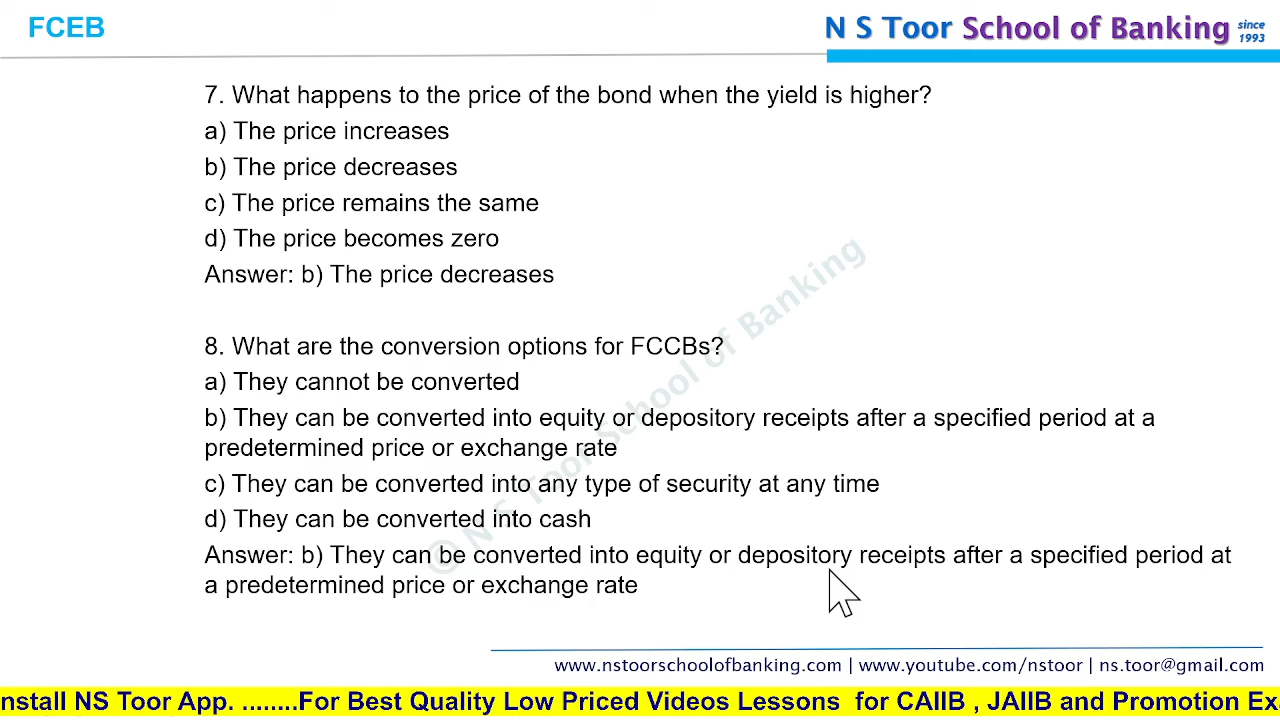 FCEB
N S Toor School of Banking since 1993
7. What happens to the price of the bond when the yield is higher?
a) The price increases
b) The price decreases
c) The price remains the same
d) The price becomes zero
Answer: b) The price decreases
8. What are the conversion options for FCCBs?
a) They cannot be converted
b) They can be converted into equity or depository receipts after a specified period at a
predetermined price or exchange rate
c) They can be converted into any type of security at any time
d) They can be converted into cash
Answer: b) They can be converted into equity or depository receipts after a specified period at
a predetermined price or exchange rate
© N S Toor School of Banking
www.nstoorschoolofbanking.com | www.youtube.com/nstoor | ns.toor@gmail.com
nstall NS Toor App. ........For Best Quality Low Priced Videos Lessons for CAIIB , JAIIB and Promotion Ex